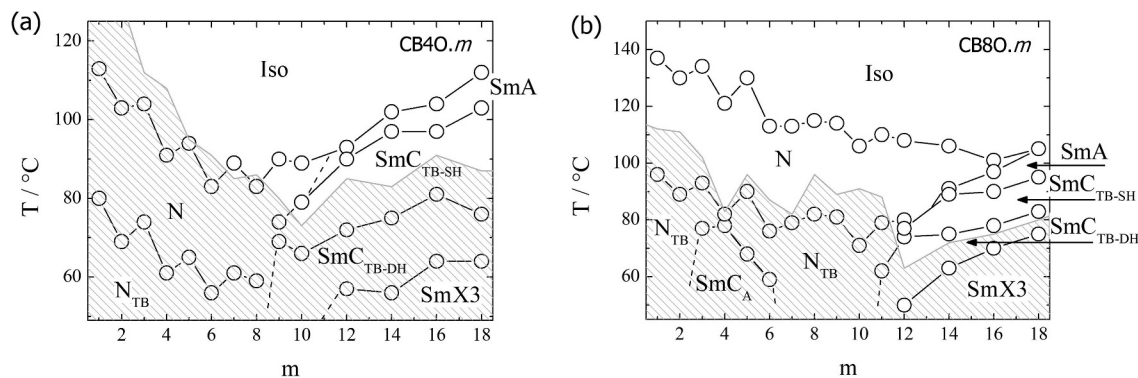 (a)
CB4O.m
120
100
80
60
T / °C
Iso
SmA
SmC TB-SH
N
SmC TB-DH
N TB
SmX3
2 4 6 8 10 12 14 16 18
m
(b)
CB8O.m
140
120
100
80
60
T / °C
Iso
N
SmA
SmC TB-SH
SmC TB-DH
N TB
N TB
SmC A
SmX3
2 4 6 8 10 12 14 16 18
m